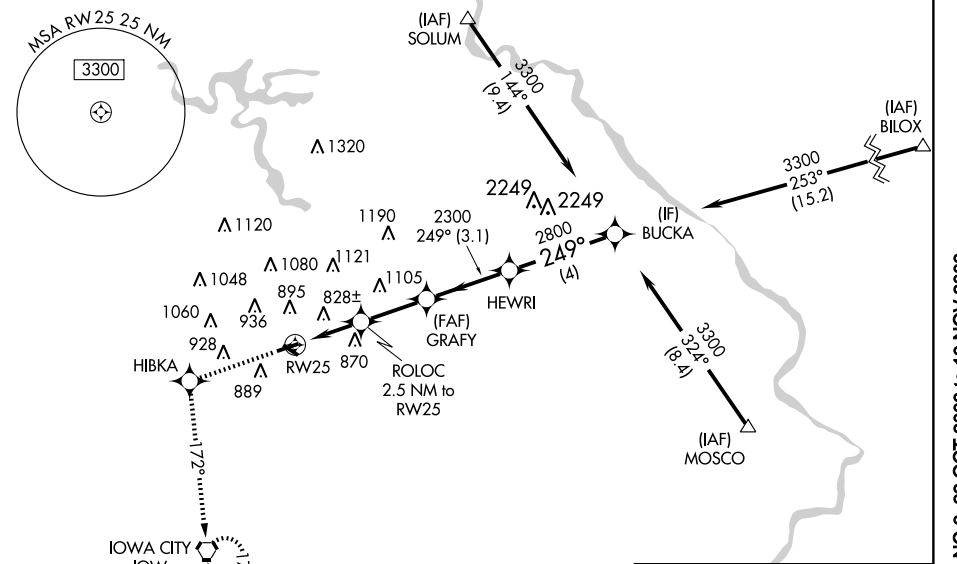 MSA RW25 25 NM
3300
(IAF)
SOLUM
3300
144°
(9.4)
(IAF)
BILOX
3300
253°
(15.2)
1320
2249
2249
(IF)
BUCKA
1120
1190
2300
249° (3.1)
2800
249°
(4)
1080
1121
1048
1105
HEWRI
895
828±
1060
936
(FAF)
GRAFY
928
870
HIBKA
RW25
889
ROLOC
2.5 NM to
RW25
3300
324°
(8.4)
(IAF)
MOSCO
172°
IOWA CITY